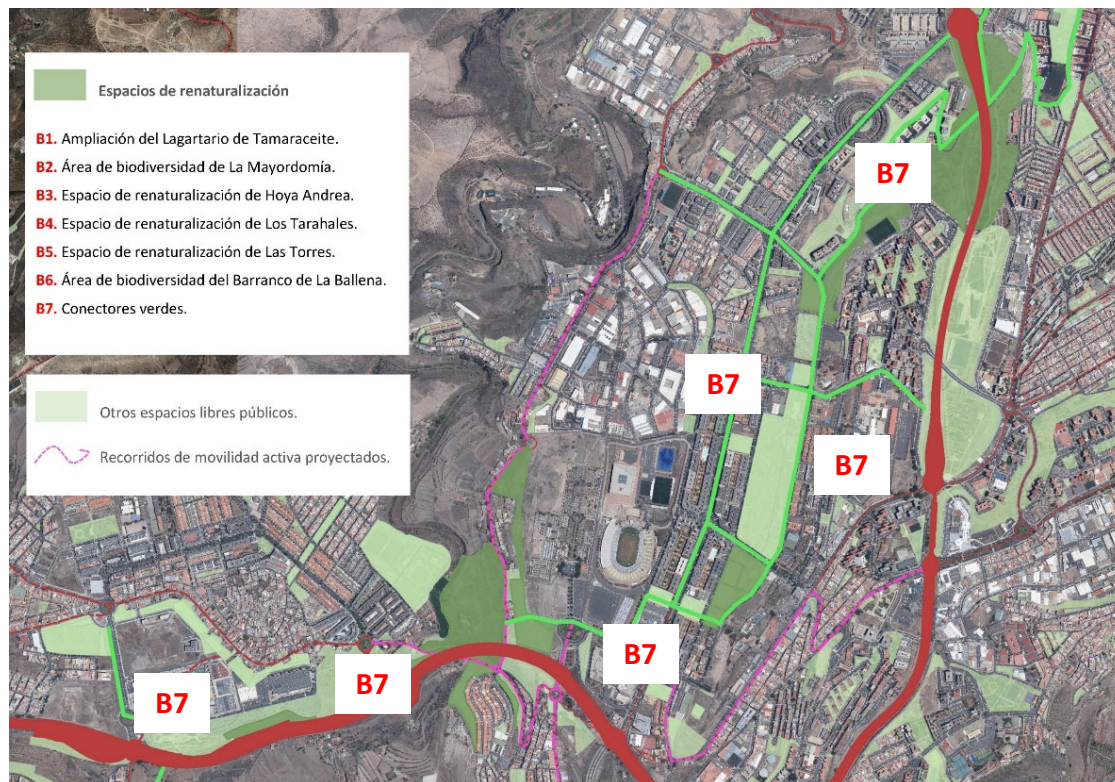 Espacios de renaturalización
B1. Ampliación del Lagartario de Tamaraceite.
B2. Área de biodiversidad de La Mayordomía.
B3. Espacio de renaturalización de Hoya Andrea.
B4. Espacio de renaturalización de Los Tarahales.
B5. Espacio de renaturalización de Las Torres.
B6. Área de biodiversidad del Barranco de La Ballena.
B7. Conectores verdes.
Otros espacios libres públicos.
Recorridos de movilidad activa proyectados.
B7
B7
B7
B7
B7
B7